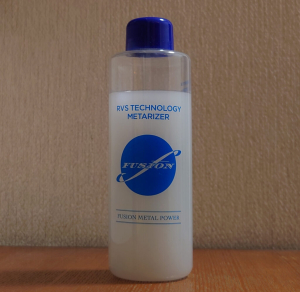 RVS TECHNOLOGY
METARIZER
FUSION
FUSION METAL POWER